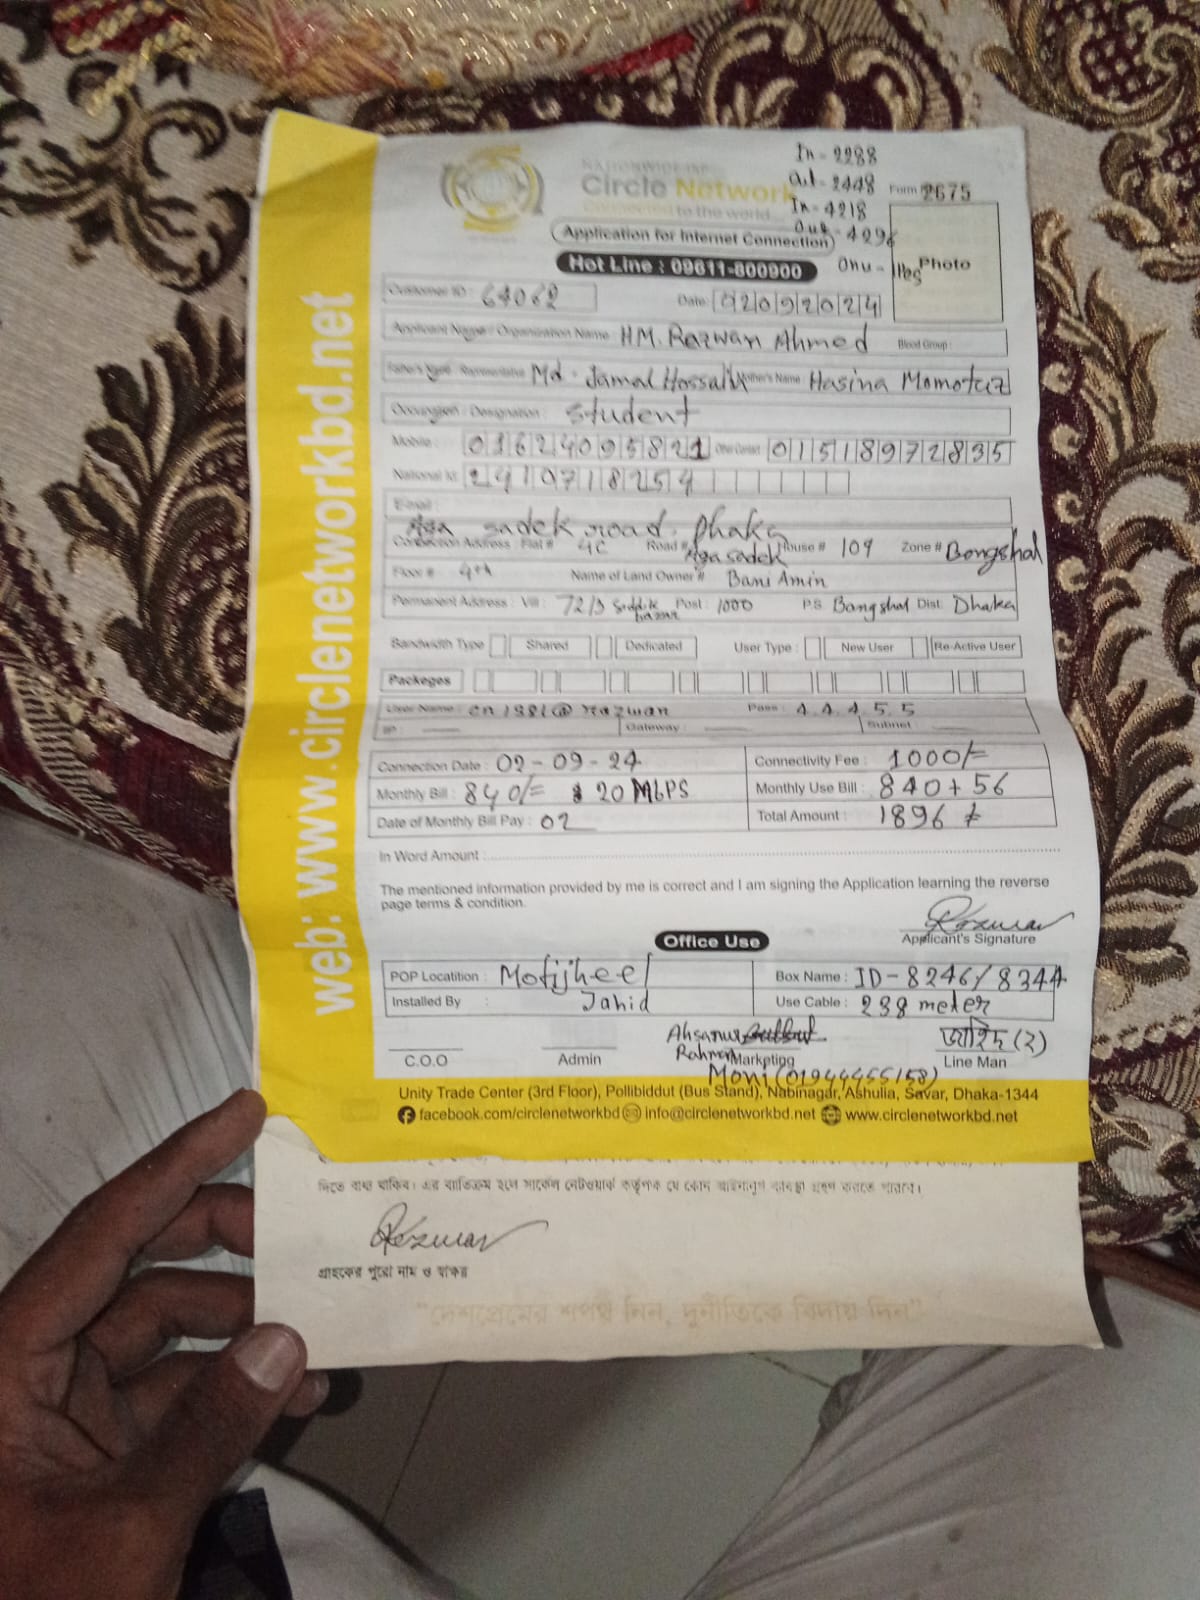 In - 2288
Out - 2448
NATIONWIDE ISP
Circle Network
Connected to the world...
Form 2675
In - 4218
Out - 4296
Application for Internet Connection
Onu -
Photo
Hot Line : 09611-800900
Customer ID : 64062
Date: 02092024
Applicant Name / Organization Name : HM. Razwan Ahmed Blood Group :
Father's Name / Representative Md. Jamal Hossain Mother's Name : Hasina Momotaz
Occupation / Designation : Student
Mobile : 01624095821 Other Contact 01518972835
National Id: 2410718254
E-mail :
Aga sadek road, Dhaka
Connection Address : Flat # 4C Road # Aga sadek House # 109 Zone # Bongshal
Floor # 4th Name of Land Owner # Bani Amin
Permanent Address : Vill : 72/3 Siddik bazar Post : 1000 P.S Bangshal Dist: Dhaka
Bandwidth Type Shared Dedicated User Type : New User Re-Active User
Packeges
User Name : cn1881@razwan Pass : 4.4.4.5.5
IP : Gateway : Subnet :
Connection Date : 02-09-24 Connectivity Fee : 1000/=
Monthly Bill : 840/= 20 Mbps Monthly Use Bill : 840+56
Date of Monthly Bill Pay : 02 Total Amount : 1896
In Word Amount :
The mentioned information provided by me is correct and I am signing the Application learning the reverse
page terms & condition.
Razwan
Applicant's Signature
Office Use
POP Locatition : Motijheel Box Name : ID-8246/8344
Installed By : Jahid Use Cable : 238 meter
Ahsanur জাহিদ (২)
C.O.O Admin Rahman Marketing Line Man
Moni (01944455158)
Unity Trade Center (3rd Floor), Pollibiddut (Bus Stand), Nabinagar, Ashulia, Savar, Dhaka-1344
facebook.com/circlenetworkbd info@circlenetworkbd.net www.circlenetworkbd.net
web: www.circlenetworkbd.net
দিতে বাধ্য থাকিব। এর ব্যতিক্রম হলে সার্কেল নেটওয়ার্ক কর্তৃপক্ষ যে কোন আইনানুগ ব্যবস্থা গ্রহণ করতে পারবে।
Razwan
গ্রাহকের পুরো নাম ও স্বাক্ষর
"দেশপ্রেমের শপথ নিন, দুর্নীতিকে বিদায় দিন"